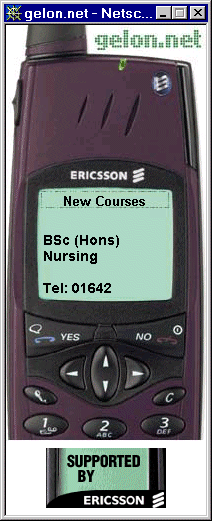 gelon.net - Netsc...
gelon.net
ERICSSON
New Courses
BSc (Hons)
Nursing
Tel: 01642
YES NO
C
1 2 3
ABC DEF
SUPPORTED
BY
ERICSSON